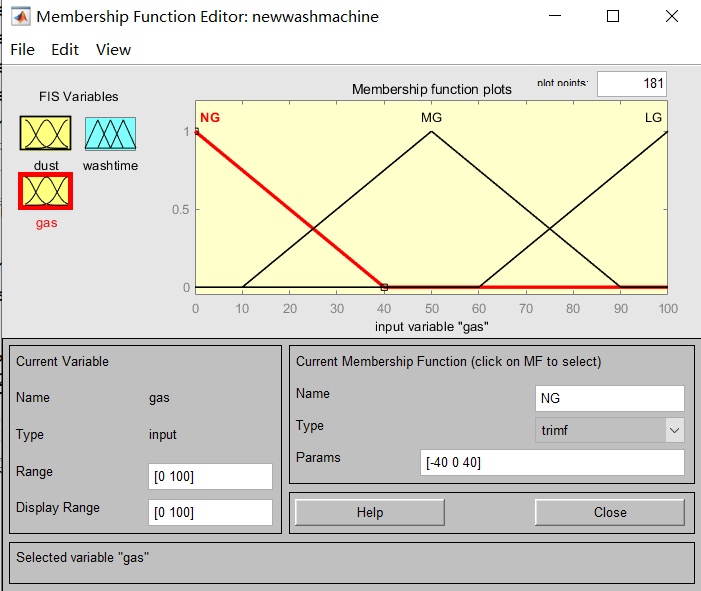 Membership Function Editor: newwashmachine
File Edit View
FIS Variables
dust washtime
gas
Membership function plots plot points: 181
NG MG LG
1
0.5
0
0 10 20 30 40 50 60 70 80 90 100
input variable "gas"
Current Variable
Name gas
Type input
Range [0 100]
Display Range [0 100]
Current Membership Function (click on MF to select)
Name NG
Type trimf
Params [-40 0 40]
Help Close
Selected variable "gas"